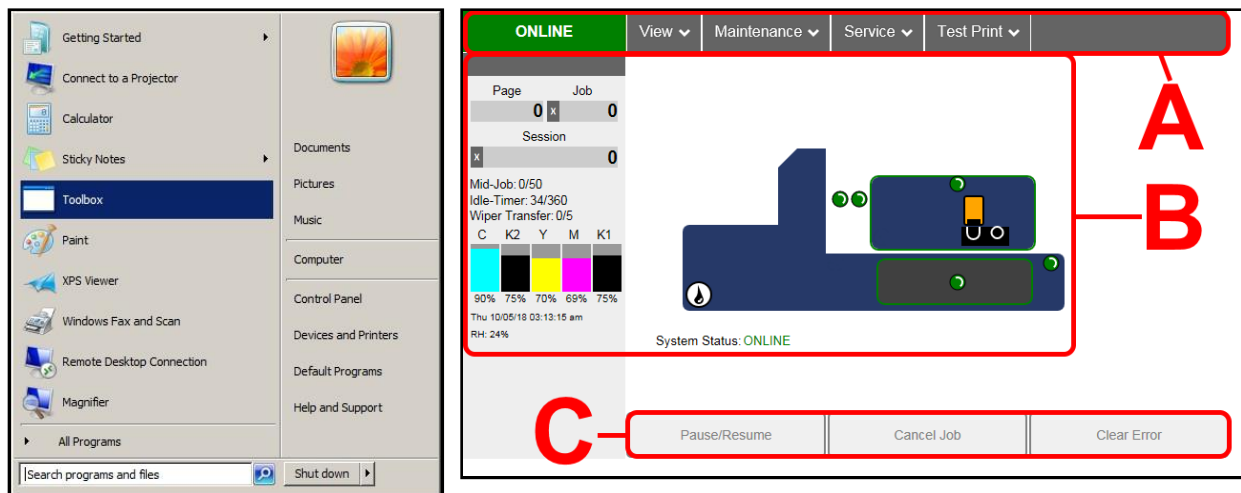 Getting Started
Connect to a Projector
Calculator
Sticky Notes
Toolbox
Paint
XPS Viewer
Windows Fax and Scan
Remote Desktop Connection
Magnifier
All Programs
Search programs and files
Documents
Pictures
Music
Computer
Control Panel
Devices and Printers
Default Programs
Help and Support
Shut down
ONLINE View Maintenance Service Test Print
A
Page Job
0 x 0
Session
x 0
Mid-Job: 0/50
Idle-Timer: 34/360
Wiper Transfer: 0/5
C K2 Y M K1
90% 75% 70% 69% 75%
Thu 10/05/18 03:13:15 am
RH: 24%
System Status: ONLINE
B
C
Pause/Resume Cancel Job Clear Error